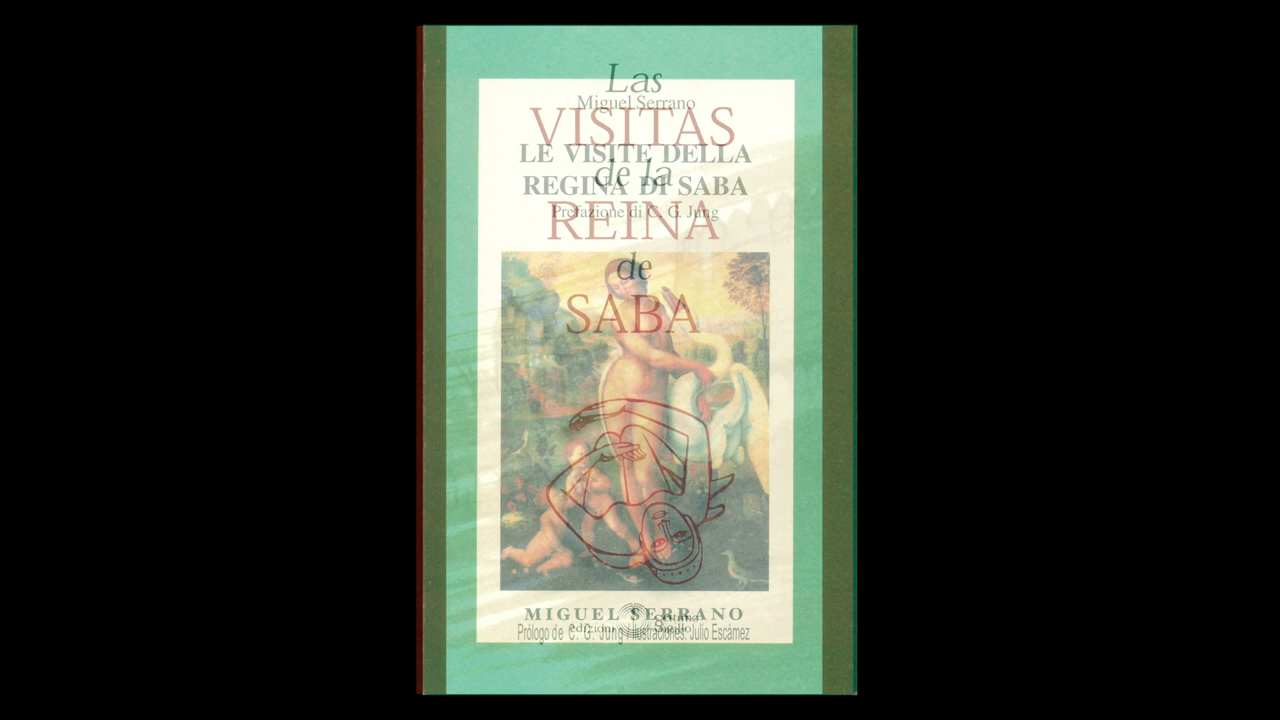 Las
Miguel Serrano
VISITAS
LE VISITE DELLA
de la
REGINA DI SABA
Prefazione di C. G. Jung
REINA
de
SABA
MIGUEL SERRANO
edizioni
Prólogo de C. G. Jung / Ilustraciones: Julio Escámez